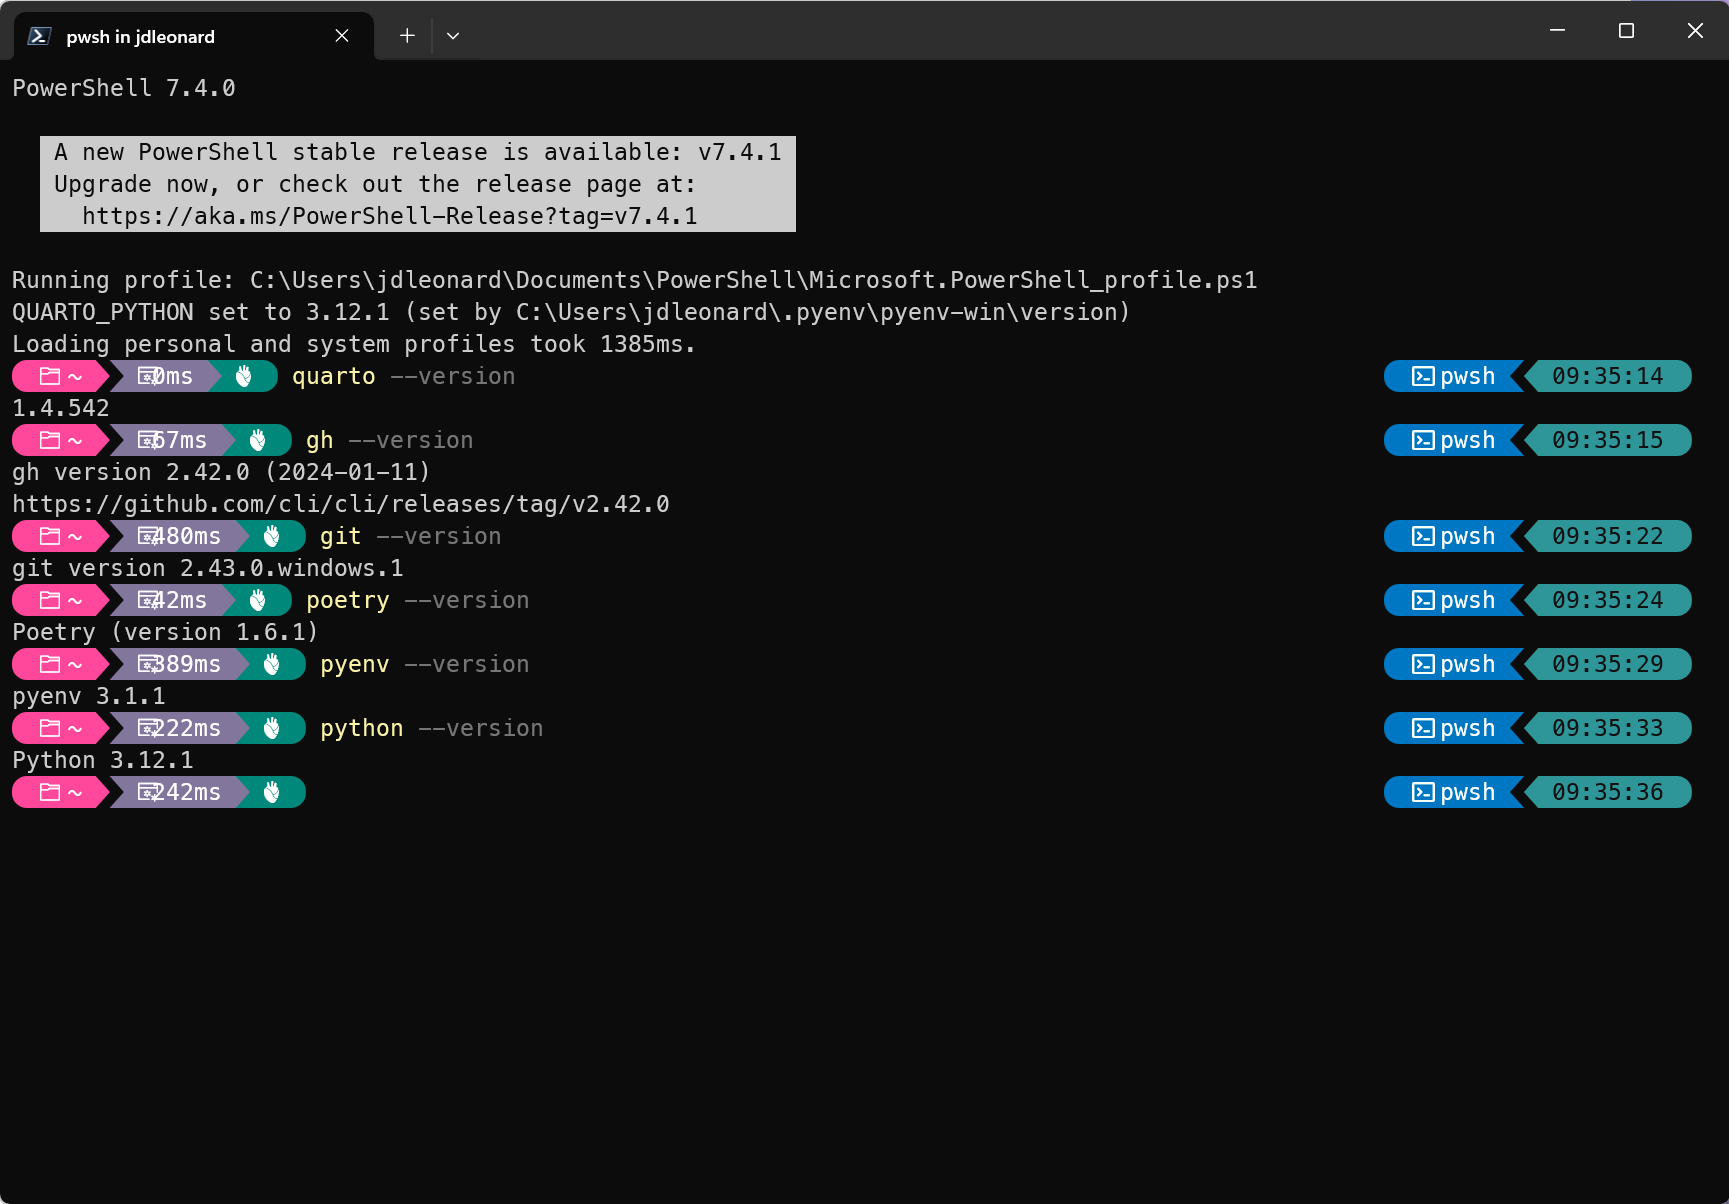 pwsh in jdleonard
PowerShell 7.4.0
A new PowerShell stable release is available: v7.4.1
Upgrade now, or check out the release page at:
https://aka.ms/PowerShell-Release?tag=v7.4.1
Running profile: C:\Users\jdleonard\Documents\PowerShell\Microsoft.PowerShell_profile.ps1
QUARTO_PYTHON set to 3.12.1 (set by C:\Users\jdleonard\.pyenv\pyenv-win\version)
Loading personal and system profiles took 1385ms.
~ 0ms quarto --version pwsh 09:35:14
1.4.542
~ 67ms gh --version pwsh 09:35:15
gh version 2.42.0 (2024-01-11)
https://github.com/cli/cli/releases/tag/v2.42.0
~ 480ms git --version pwsh 09:35:22
git version 2.43.0.windows.1
~ 42ms poetry --version pwsh 09:35:24
Poetry (version 1.6.1)
~ 389ms pyenv --version pwsh 09:35:29
pyenv 3.1.1
~ 222ms python --version pwsh 09:35:33
Python 3.12.1
~ 242ms pwsh 09:35:36